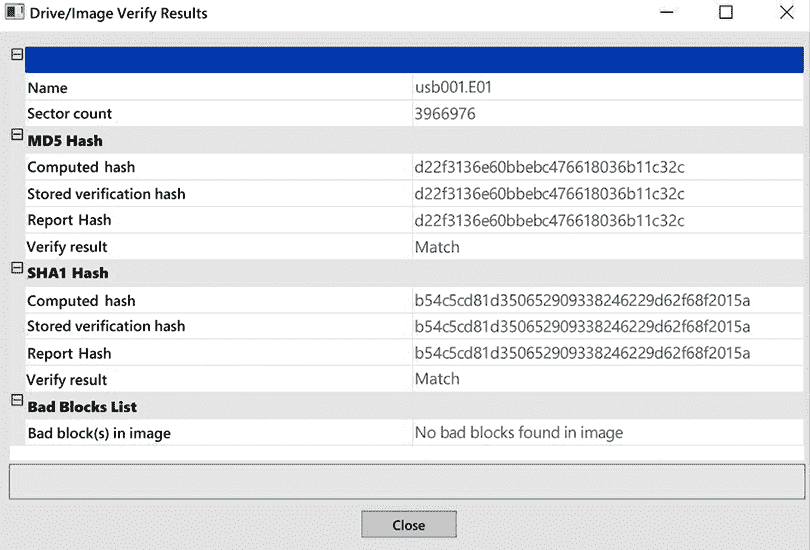 Drive/Image Verify Results
Name usb001.E01
Sector count 3966976
MD5 Hash
Computed hash d22f3136e60bbebc476618036b11c32c
Stored verification hash d22f3136e60bbebc476618036b11c32c
Report Hash d22f3136e60bbebc476618036b11c32c
Verify result Match
SHA1 Hash
Computed hash b54c5cd81d350652909338246229d62f68f2015a
Stored verification hash b54c5cd81d350652909338246229d62f68f2015a
Report Hash b54c5cd81d350652909338246229d62f68f2015a
Verify result Match
Bad Blocks List
Bad block(s) in image No bad blocks found in image
Close